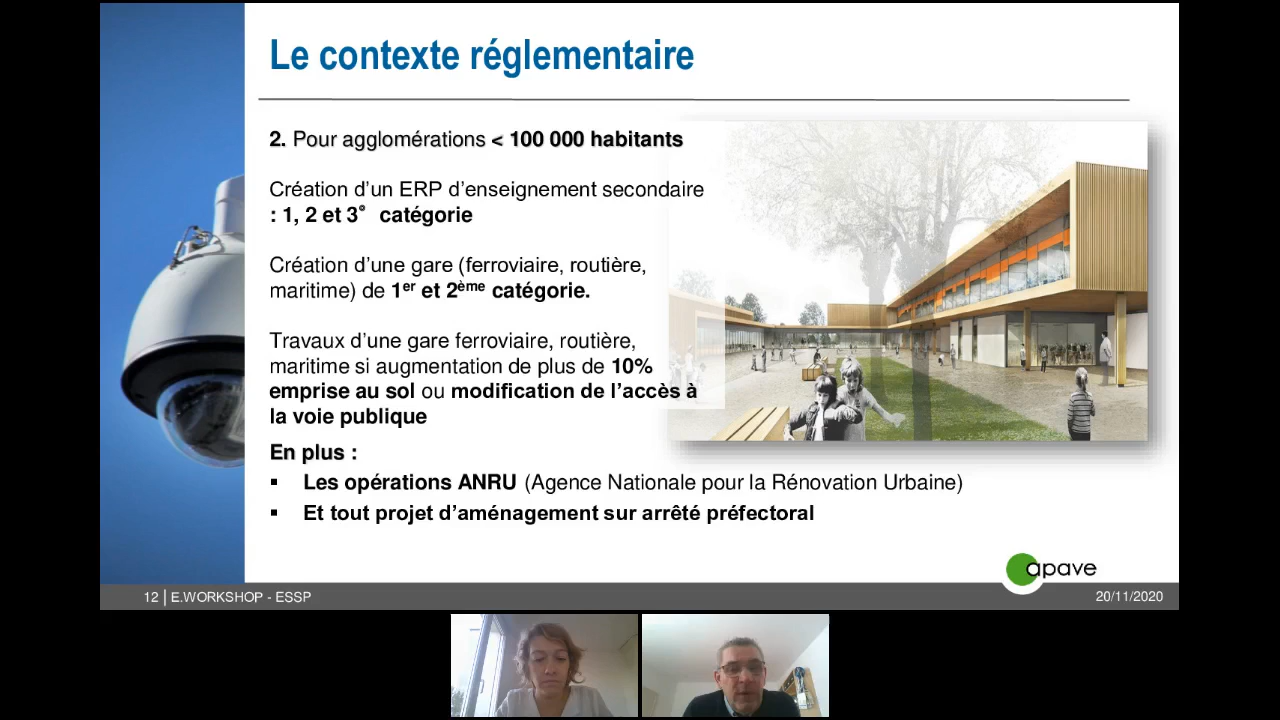 Le contexte réglementaire
2. Pour agglomérations < 100 000 habitants
Création d’un ERP d’enseignement secondaire
: 1, 2 et 3° catégorie
Création d’une gare (ferroviaire, routière,
maritime) de 1er et 2ème catégorie.
Travaux d’une gare ferroviaire, routière,
maritime si augmentation de plus de 10%
emprise au sol ou modification de l’accès à
la voie publique
En plus :
▪ Les opérations ANRU (Agence Nationale pour la Rénovation Urbaine)
▪ Et tout projet d’aménagement sur arrêté préfectoral
apave
12 | E.WORKSHOP - ESSP
20/11/2020